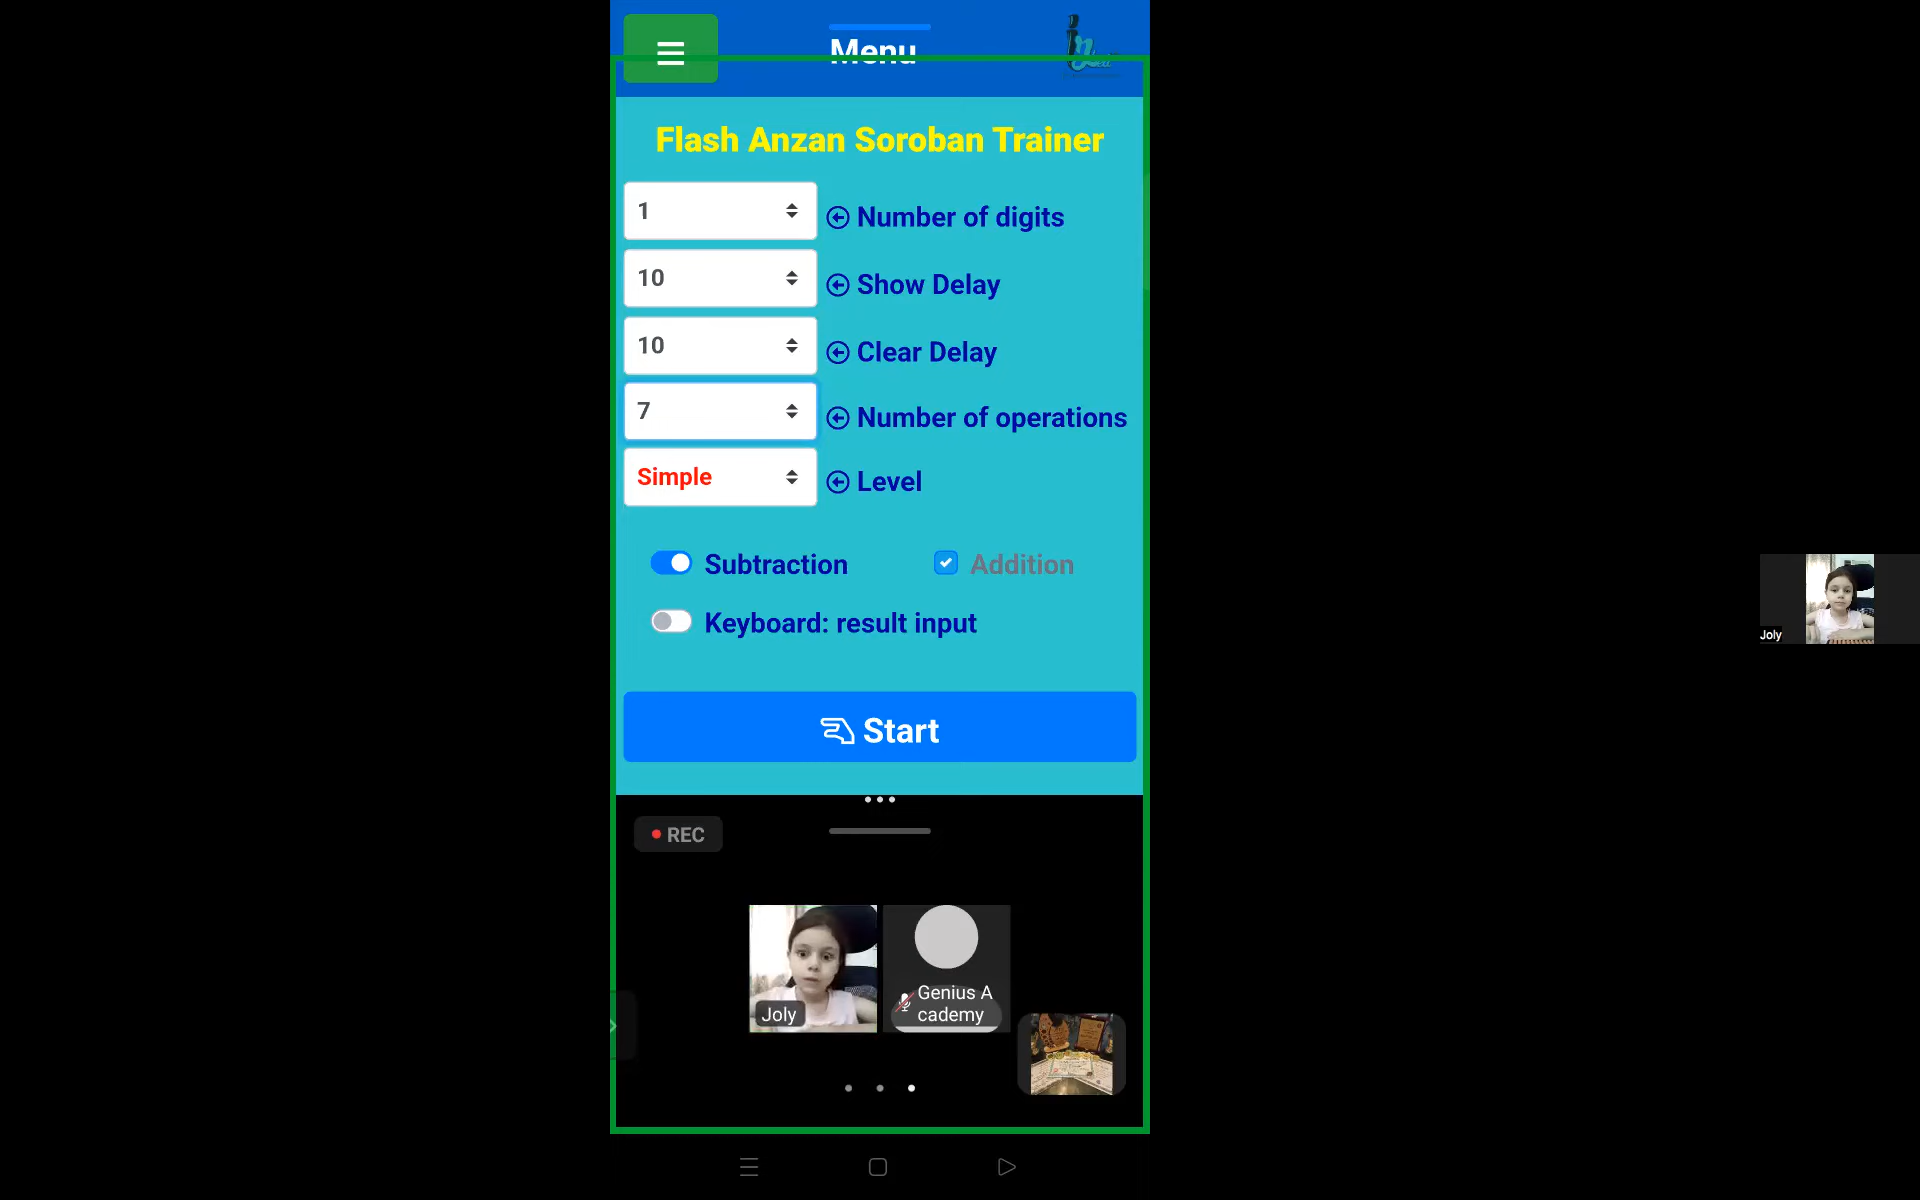 Menu
Flash Anzan Soroban Trainer
1
Number of digits
10
Show Delay
10
Clear Delay
7
Number of operations
Simple
Level
Subtraction
Addition
Keyboard: result input
Start
REC
Joly
Genius A
cademy
Joly